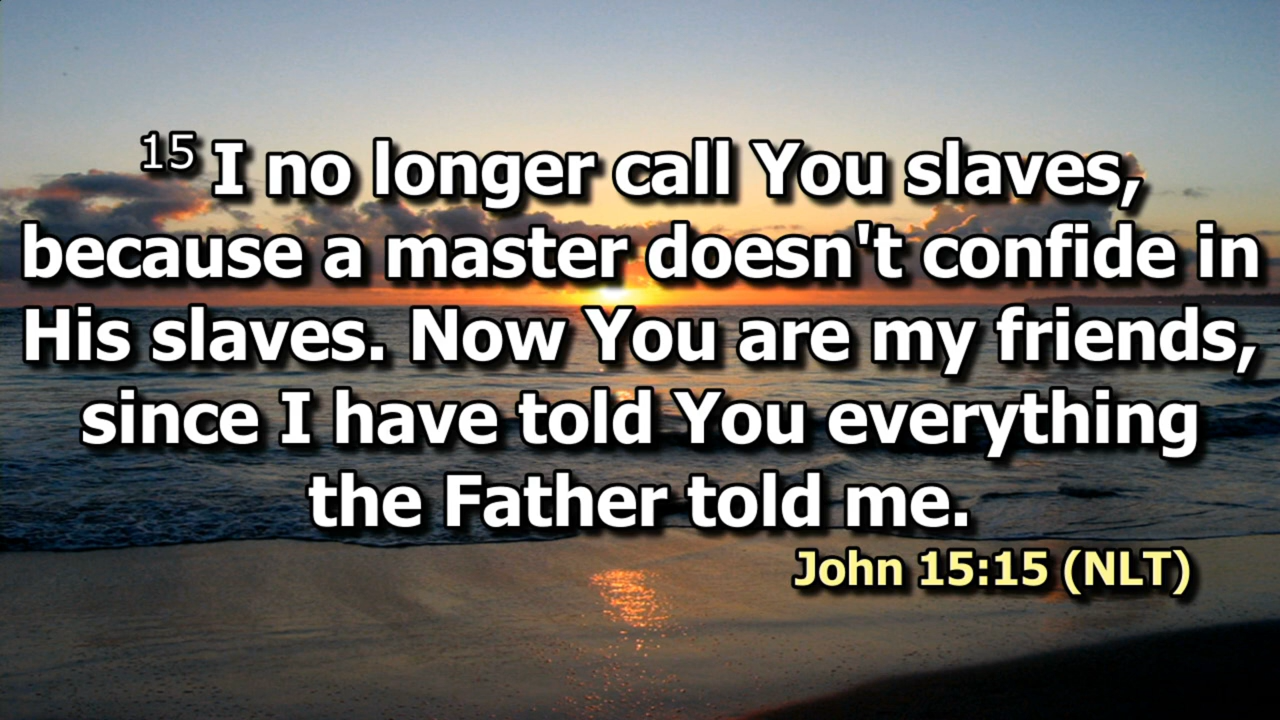 15 I no longer call You slaves,
because a master doesn't confide in
His slaves. Now You are my friends,
since I have told You everything
the Father told me.
John 15:15 (NLT)